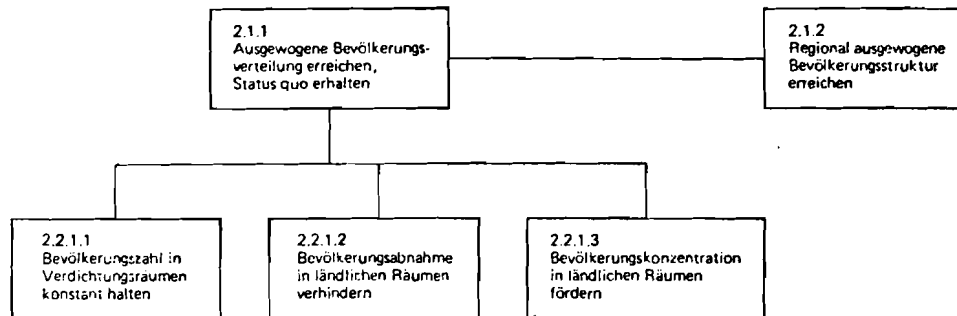 2.1.1
Ausgewogene Bevölkerungs-
verteilung erreichen,
Status quo erhalten
2.1.2
Regional ausgewogene
Bevölkerungsstruktur
erreichen
2.2.1.1
Bevölkerungszahl in
Verdichtungsräumen
konstant halten
2.2.1.2
Bevölkerungsabnahme
in ländlichen Räumen
verhindern
2.2.1.3
Bevölkerungskonzentration
in ländlichen Räumen
fördern